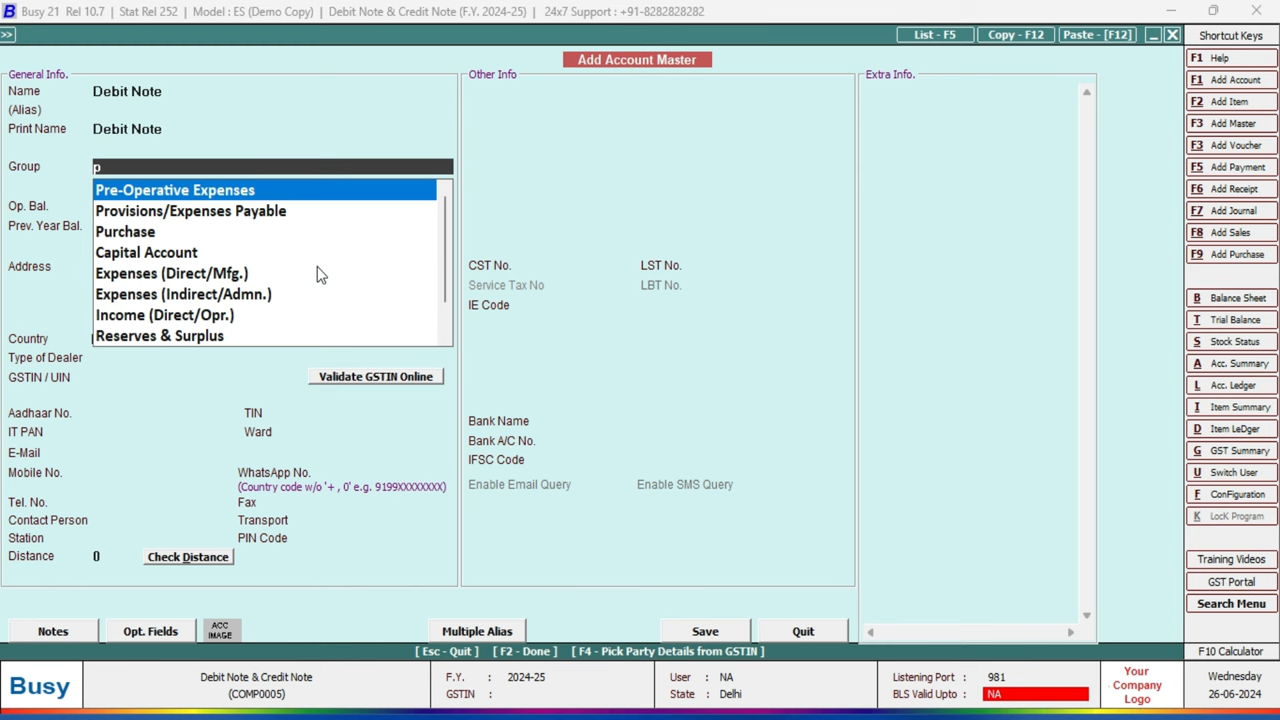 Busy 21 Rel 10.7 | Stat Rel 252 | Model : ES (Demo Copy) | Debit Note & Credit Note (F.Y. 2024-25) | 24x7 Support : +91-8282828282
>> List - F5 Copy - F12 Paste - [F12] Shortcut Keys
Add Account Master
General Info.
Name Debit Note
(Alias)
Print Name Debit Note
Group p
Pre-Operative Expenses
Provisions/Expenses Payable
Purchase
Capital Account
Expenses (Direct/Mfg.)
Expenses (Indirect/Admn.)
Income (Direct/Opr.)
Reserves & Surplus
Op. Bal.
Prev. Year Bal.
Address
Country
Type of Dealer
GSTIN / UIN Validate GSTIN Online
Aadhaar No. TIN
IT PAN Ward
E-Mail
Mobile No. WhatsApp No.
(Country code w/o '+ , 0' e.g. 9199XXXXXXXX)
Tel. No. Fax
Contact Person Transport
Station PIN Code
Distance 0 Check Distance
Other Info
CST No. LST No.
Service Tax No LBT No.
IE Code
Bank Name
Bank A/C No.
IFSC Code
Enable Email Query Enable SMS Query
Extra Info.
Notes Opt. Fields ACC IMAGE Multiple Alias Save Quit
[ Esc - Quit ] [ F2 - Done ] [ F4 - Pick Party Details from GSTIN ]
F1 Help
F1 Add Account
F2 Add Item
F3 Add Master
F3 Add Voucher
F5 Add Payment
F6 Add Receipt
F7 Add Journal
F8 Add Sales
F9 Add Purchase
B Balance Sheet
T Trial Balance
S Stock Status
A Acc. Summary
L Acc. Ledger
I Item Summary
D Item LeDger
G GST Summary
U Switch User
F ConFiguration
K LocK Program
Training Videos
GST Portal
Search Menu
F10 Calculator
Busy
Debit Note & Credit Note
(COMP0005)
F.Y. : 2024-25
GSTIN :
User : NA
State : Delhi
Listening Port : 981
BLS Valid Upto : NA
Your
Company
Logo
Wednesday
26-06-2024